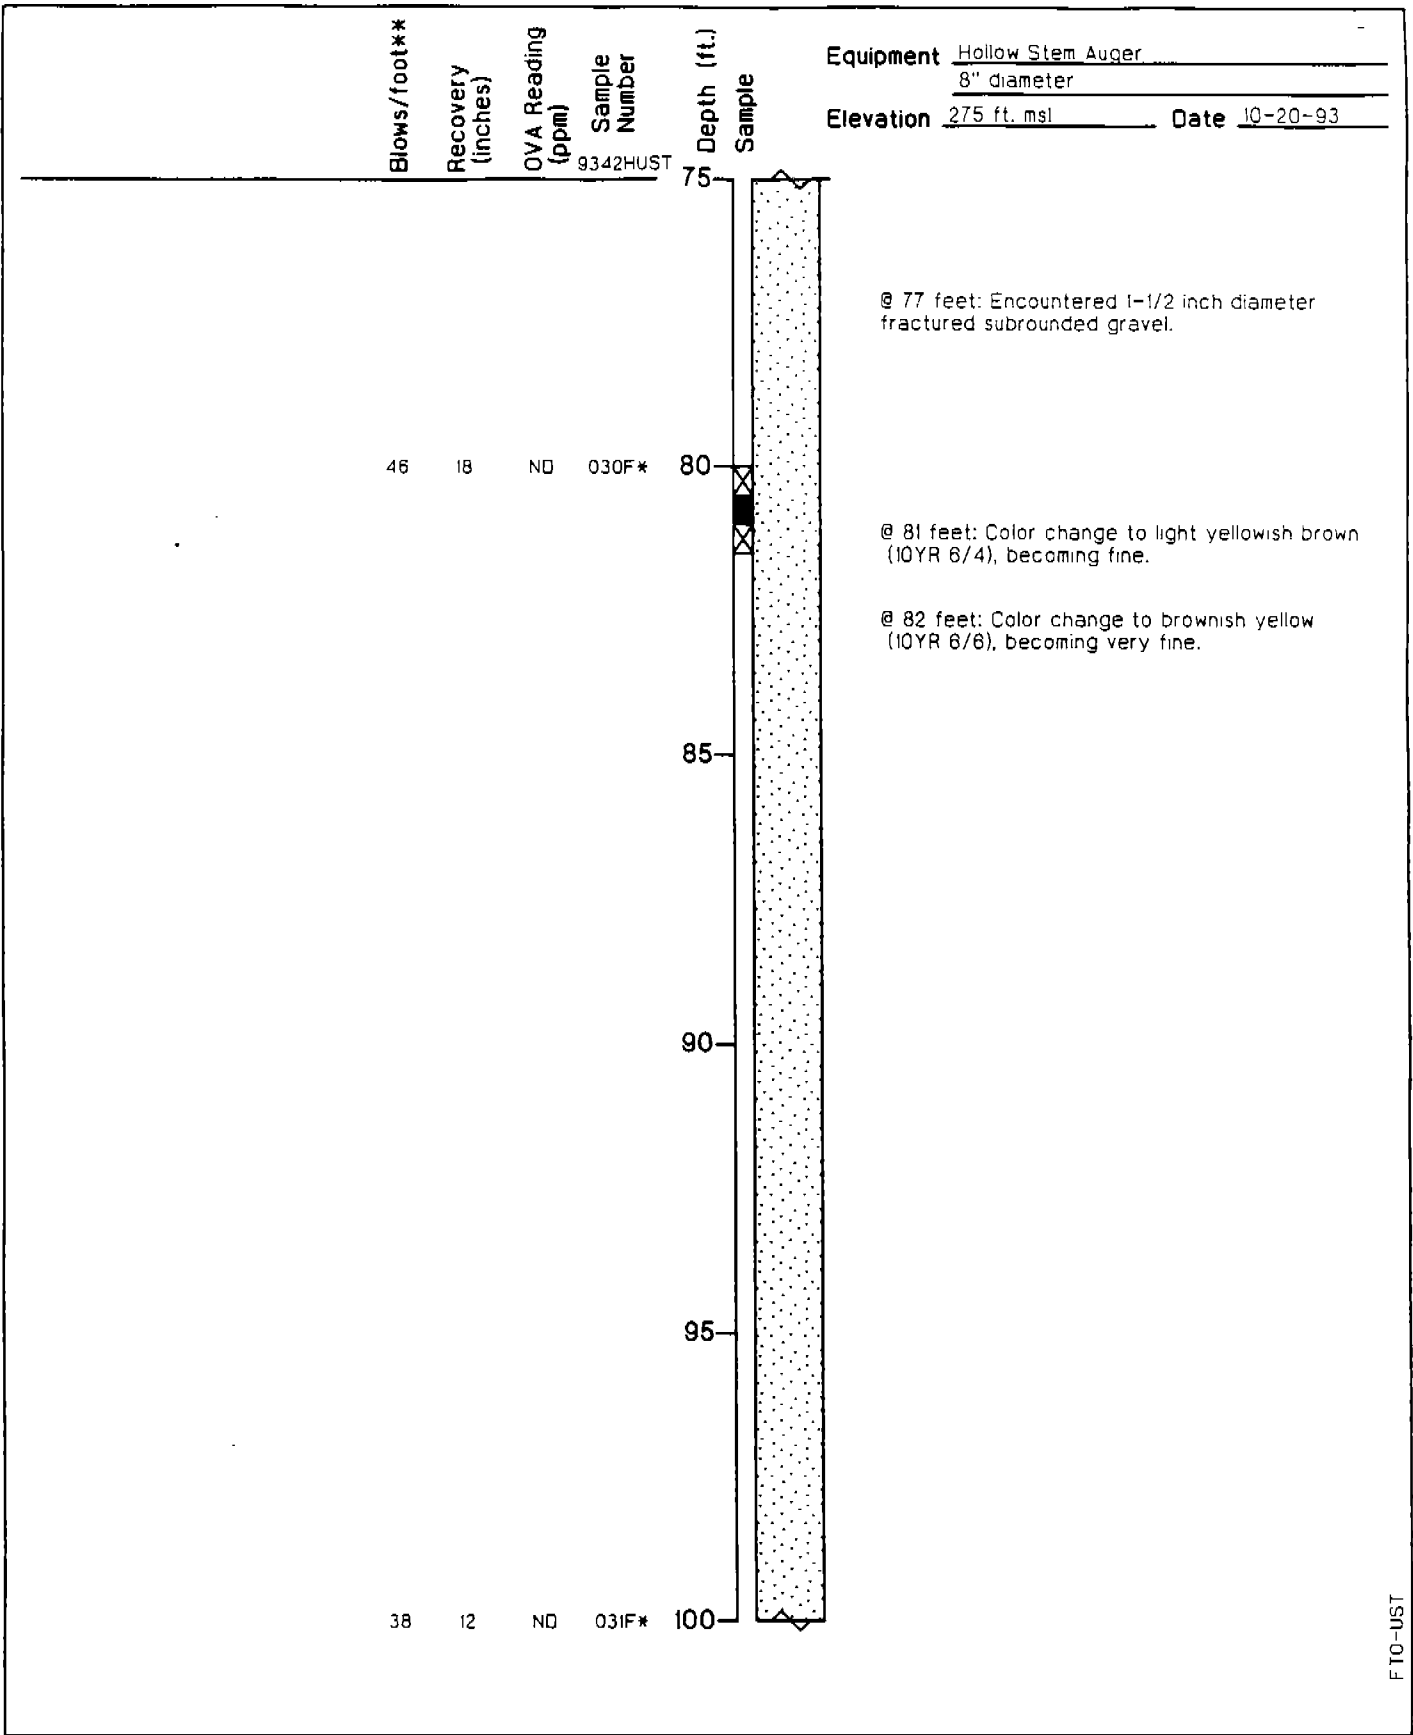 Blows/foot**
Recovery
(inches)
OVA Reading
(ppm)
Sample
Number
9342HUST
Depth (ft.)
Sample
Equipment Hollow Stem Auger
8" diameter
Elevation 275 ft. msl Date 10-20-93
75
@ 77 feet: Encountered 1-1/2 inch diameter
fractured subrounded gravel.
46 18 ND 030F* 80
@ 81 feet: Color change to light yellowish brown
(10YR 6/4), becoming fine.
@ 82 feet: Color change to brownish yellow
(10YR 6/6), becoming very fine.
85
90
95
38 12 ND 031F* 100
FTO-UST